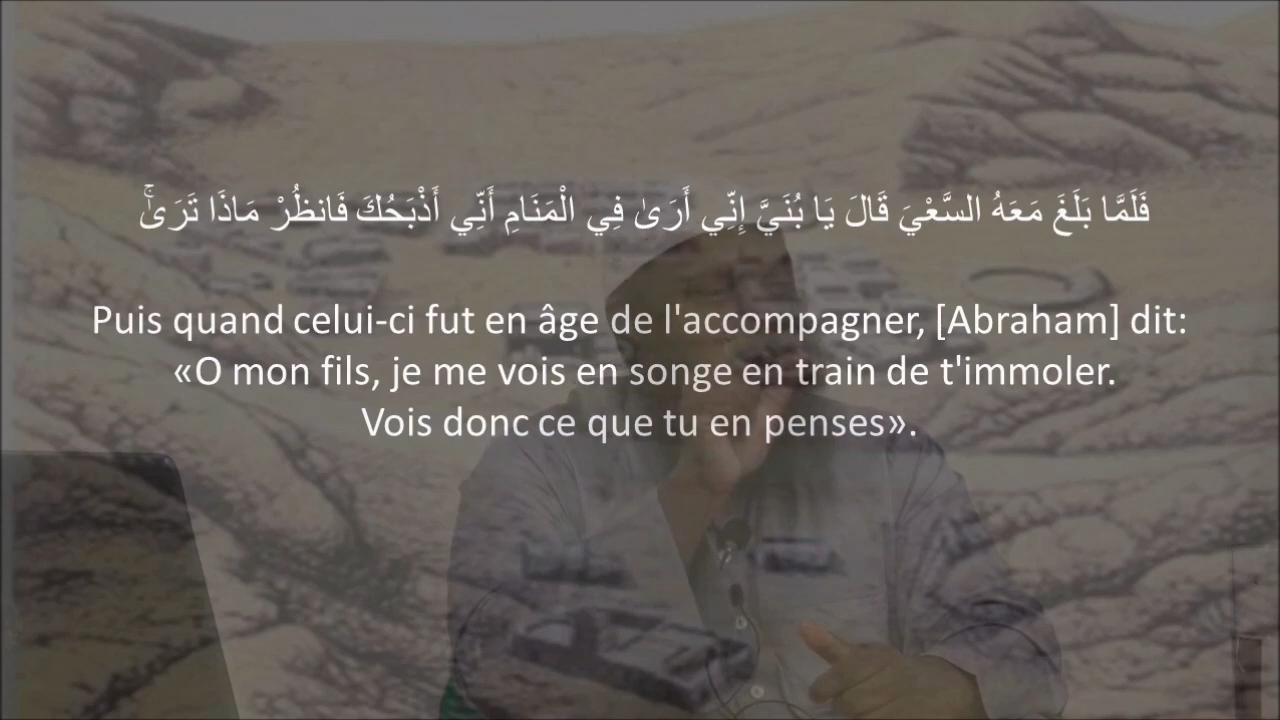 فَلَمَّا بَلَغَ مَعَهُ السَّعْيَ قَالَ يَا بُنَيَّ إِنِّي أَرَىٰ فِي الْمَنَامِ أَنِّي أَذْبَحُكَ فَانظُرْ مَاذَا تَرَىٰۚ
Puis quand celui-ci fut en âge de l'accompagner, [Abraham] dit:
«O mon fils, je me vois en songe en train de t'immoler.
Vois donc ce que tu en penses».